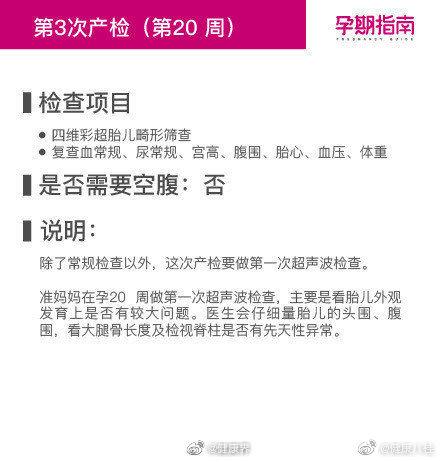 第3次产检（第20 周）
孕期指南
PREGNANCY GUIDE
检查项目
● 四维彩超胎儿畸形筛查
● 复查血常规、尿常规、宫高、腹围、胎心、血压、体重
是否需要空腹：否
说明：
除了常规检查以外，这次产检要做第一次超声波检查。
准妈妈在孕20 周做第一次超声波检查，主要是看胎儿外观
发育上是否有较大问题。医生会仔细量胎儿的头围、腹
围，看大腿骨长度及检视脊柱是否有先天性异常。
@健康界